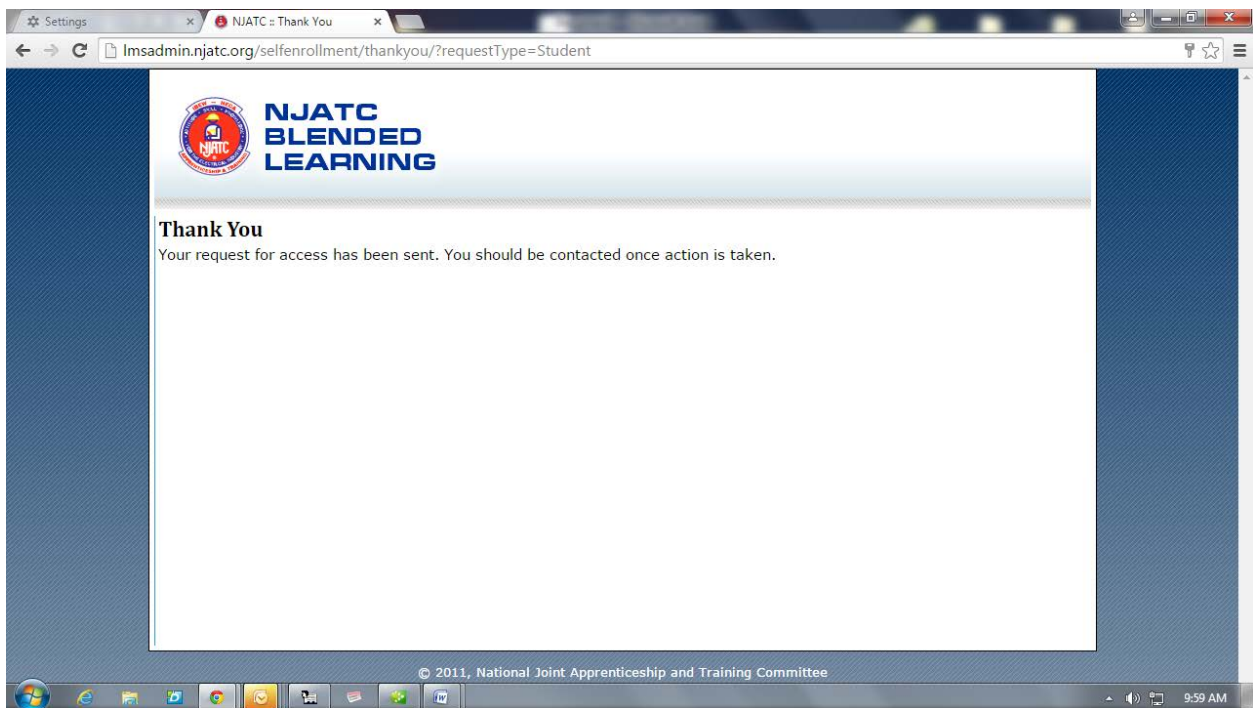 Settings
NJATC :: Thank You
lmsadmin.njatc.org/selfenrollment/thankyou/?requestType=Student
NJATC
NJATC
BLENDED
LEARNING
Thank You
Your request for access has been sent. You should be contacted once action is taken.
© 2011, National Joint Apprenticeship and Training Committee
9:59 AM